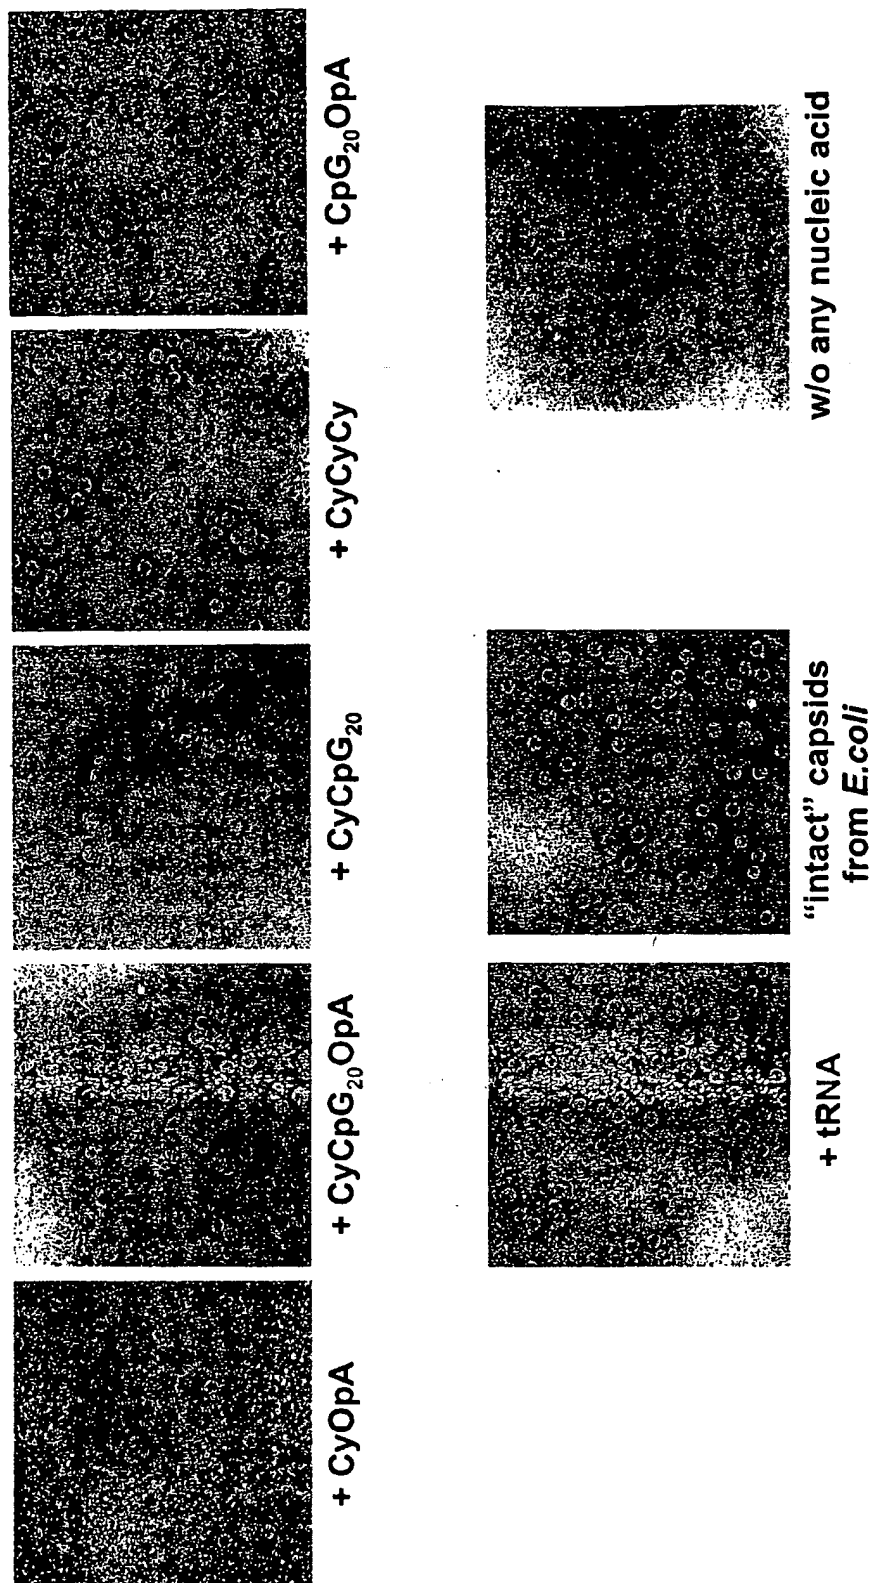 + CyOpA
+ CyCpG₂₀OpA
+ CyCpG₂₀
+ CyCyCy
+ CpG₂₀OpA
+ tRNA
"intact" capsids
from E.coli
w/o any nucleic acid